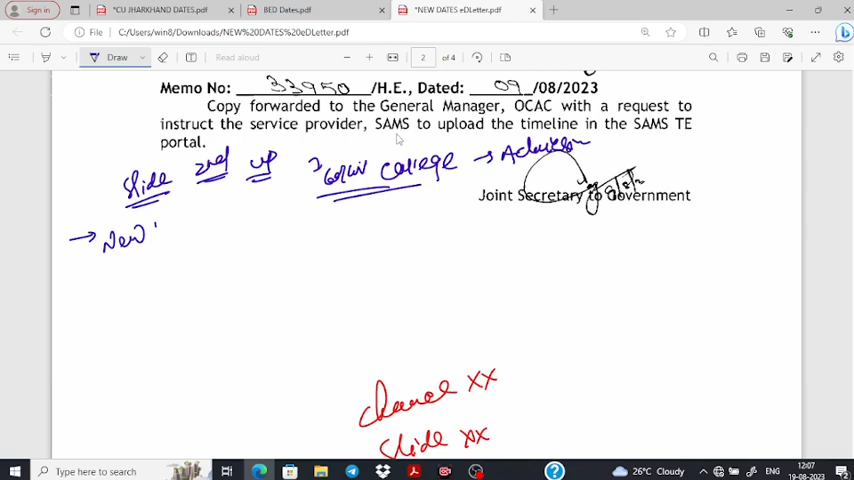 Sign in
*CU JHARKHAND DATES.pdf
BED Dates.pdf
*NEW DATES eDLetter.pdf
File C:/Users/win8/Downloads/NEW%20DATES%20eDLetter.pdf
Draw Read aloud 2 of 4
Memo No: 33950 /H.E., Dated: 09 /08/2023
Copy forwarded to the General Manager, OCAC with a request to
instruct the service provider, SAMS to upload the timeline in the SAMS TE
portal.
Slide 2nd up College → Admission
Joint Secretary to Government
→ New
Slide xx
Type here to search
26°C Cloudy
ENG
12:07
19-08-2023